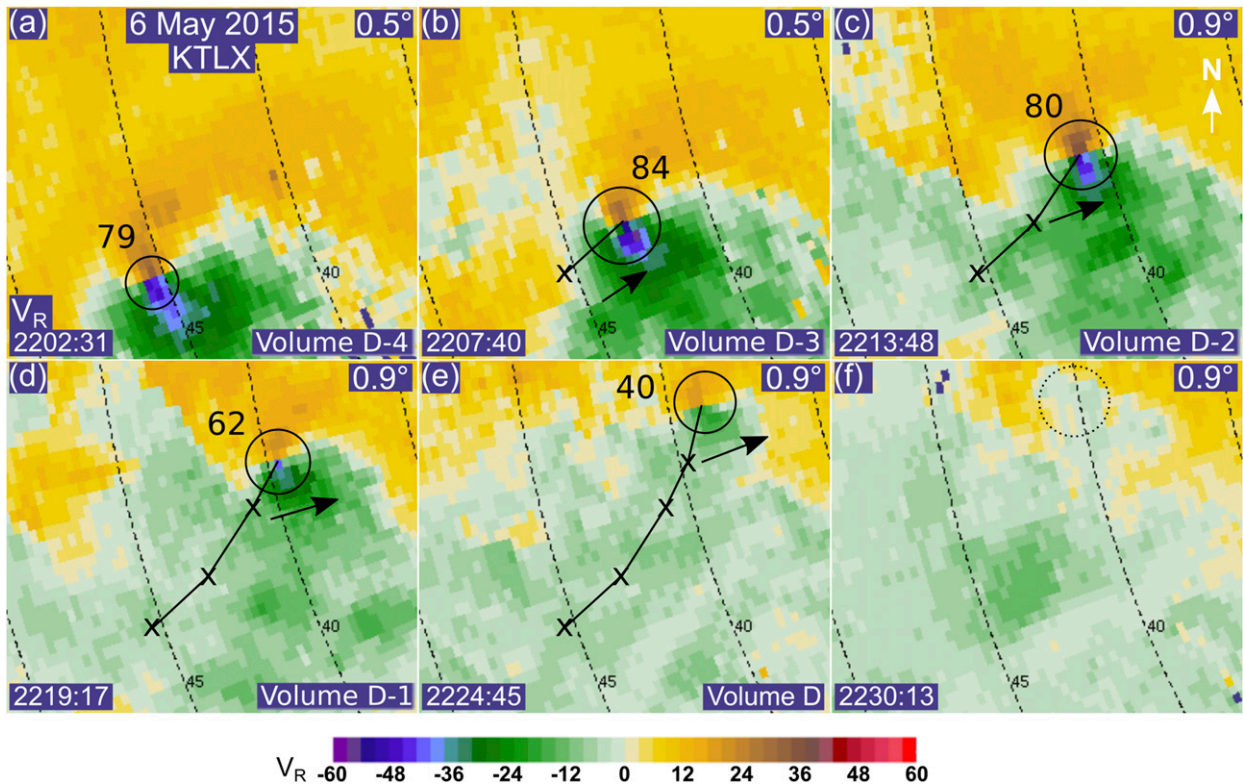 (a)
6 May 2015
KTLX
0.5°
79
40
45
V_R
2202:31
Volume D-4
(b)
0.5°
84
40
45
2207:40
Volume D-3
(c)
0.9°
N
80
X
40
45
2213:48
Volume D-2
(d)
0.9°
62
40
45
2219:17
Volume D-1
(e)
0.9°
40
40
45
2224:45
Volume D
(f)
0.9°
40
45
2230:13
V_R -60 -48 -36 -24 -12 0 12 24 36 48 60